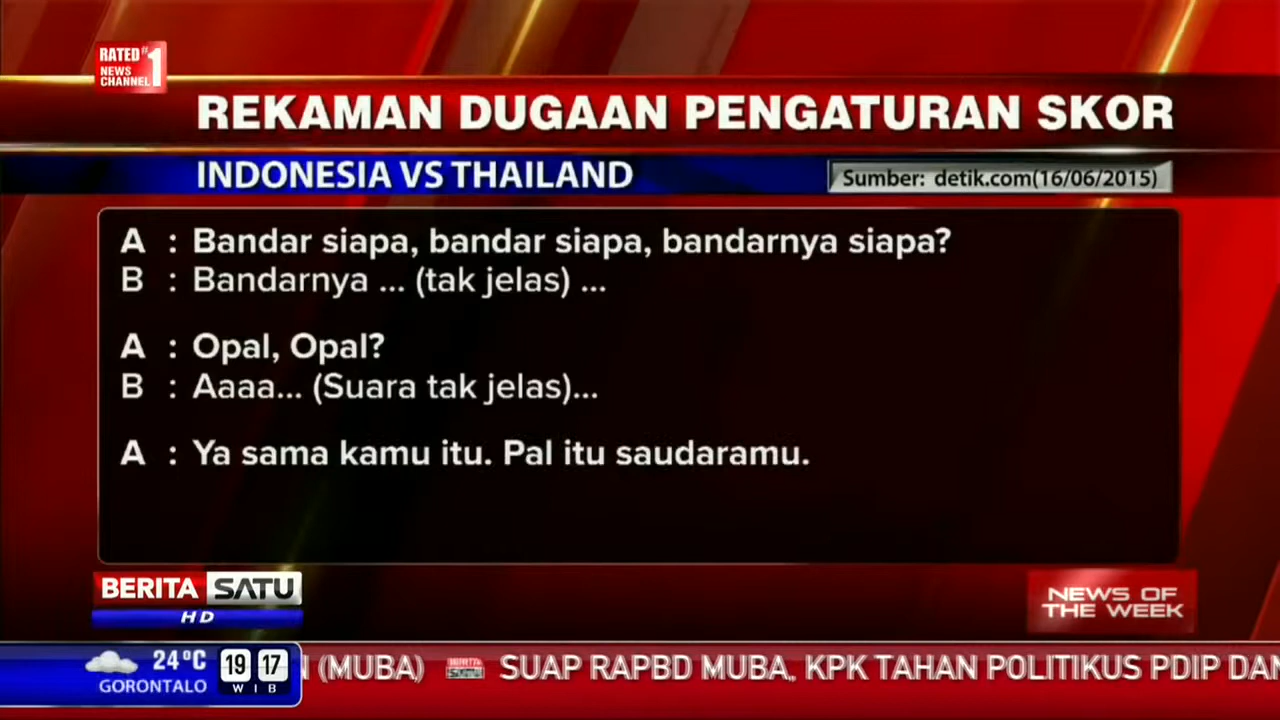 RATED #1
NEWS
CHANNEL
REKAMAN DUGAAN PENGATURAN SKOR
INDONESIA VS THAILAND
Sumber: detik.com(16/06/2015)
A : Bandar siapa, bandar siapa, bandarnya siapa?
B : Bandarnya ... (tak jelas) ...
A : Opal, Opal?
B : Aaaa... (Suara tak jelas)...
A : Ya sama kamu itu. Pal itu saudaramu.
BERITA SATU
HD
NEWS OF
THE WEEK
24°C
GORONTALO
19 17
WIB
N (MUBA) BERITA SATU SUAP RAPBD MUBA, KPK TAHAN POLITIKUS PDIP DAN